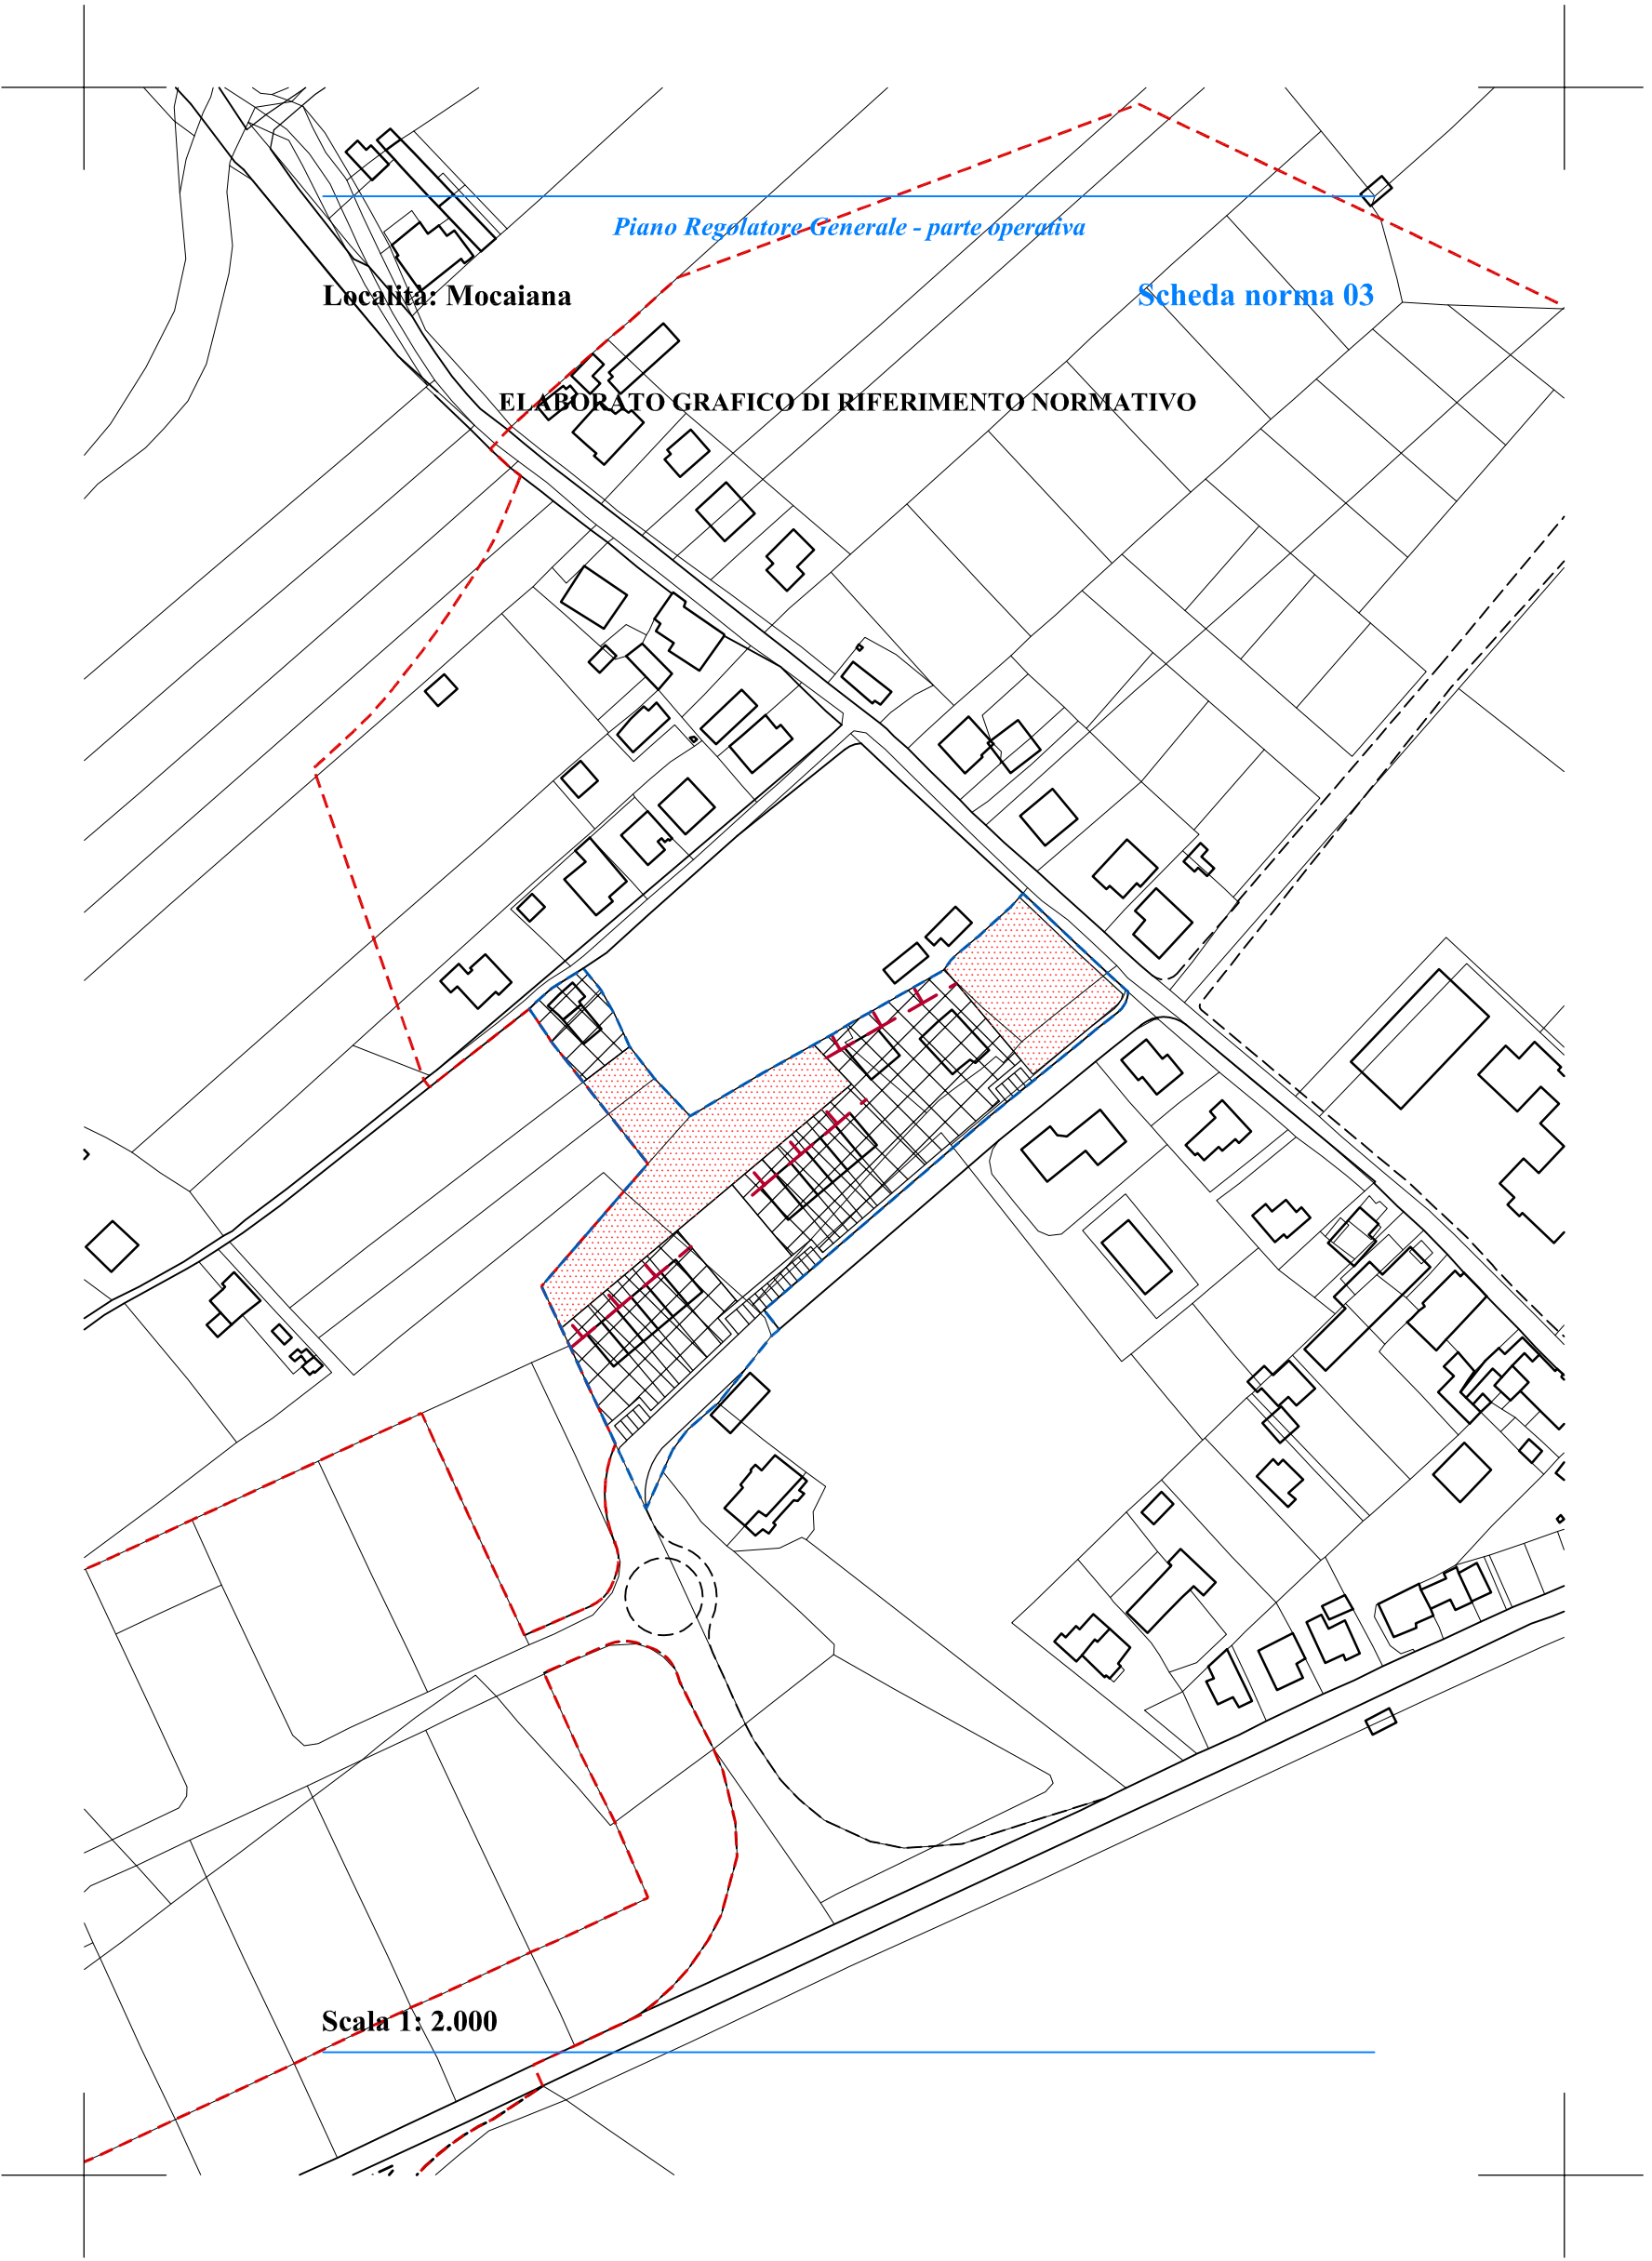 Piano Regolatore Generale - parte operativa
Località: Mocaiana
Scheda norma 03
ELABORATO GRAFICO DI RIFERIMENTO NORMATIVO
Scala 1: 2.000